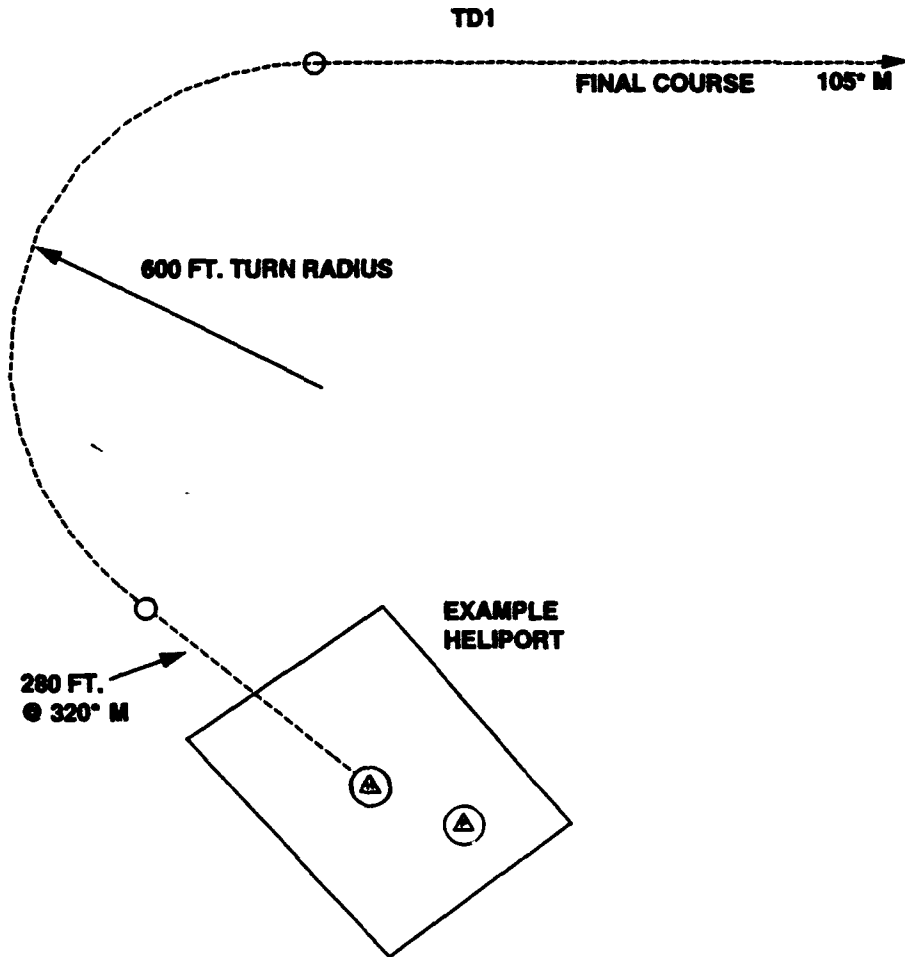 TD1
FINAL COURSE 105° M
600 FT. TURN RADIUS
EXAMPLE
HELIPORT
280 FT.
@ 320° M